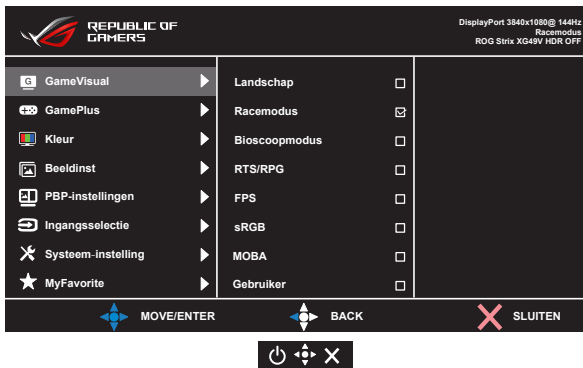 REPUBLIC OF
GAMERS
DisplayPort 3840x1080@ 144Hz
Racemodus
ROG Strix XG49V HDR OFF
G GameVisual
GamePlus
Kleur
Beeldinst
PBP-instellingen
Ingangsselectie
Systeem-instelling
MyFavorite
Landschap
Racemodus
Bioscoopmodus
RTS/RPG
FPS
sRGB
MOBA
Gebruiker
MOVE/ENTER
BACK
SLUITEN